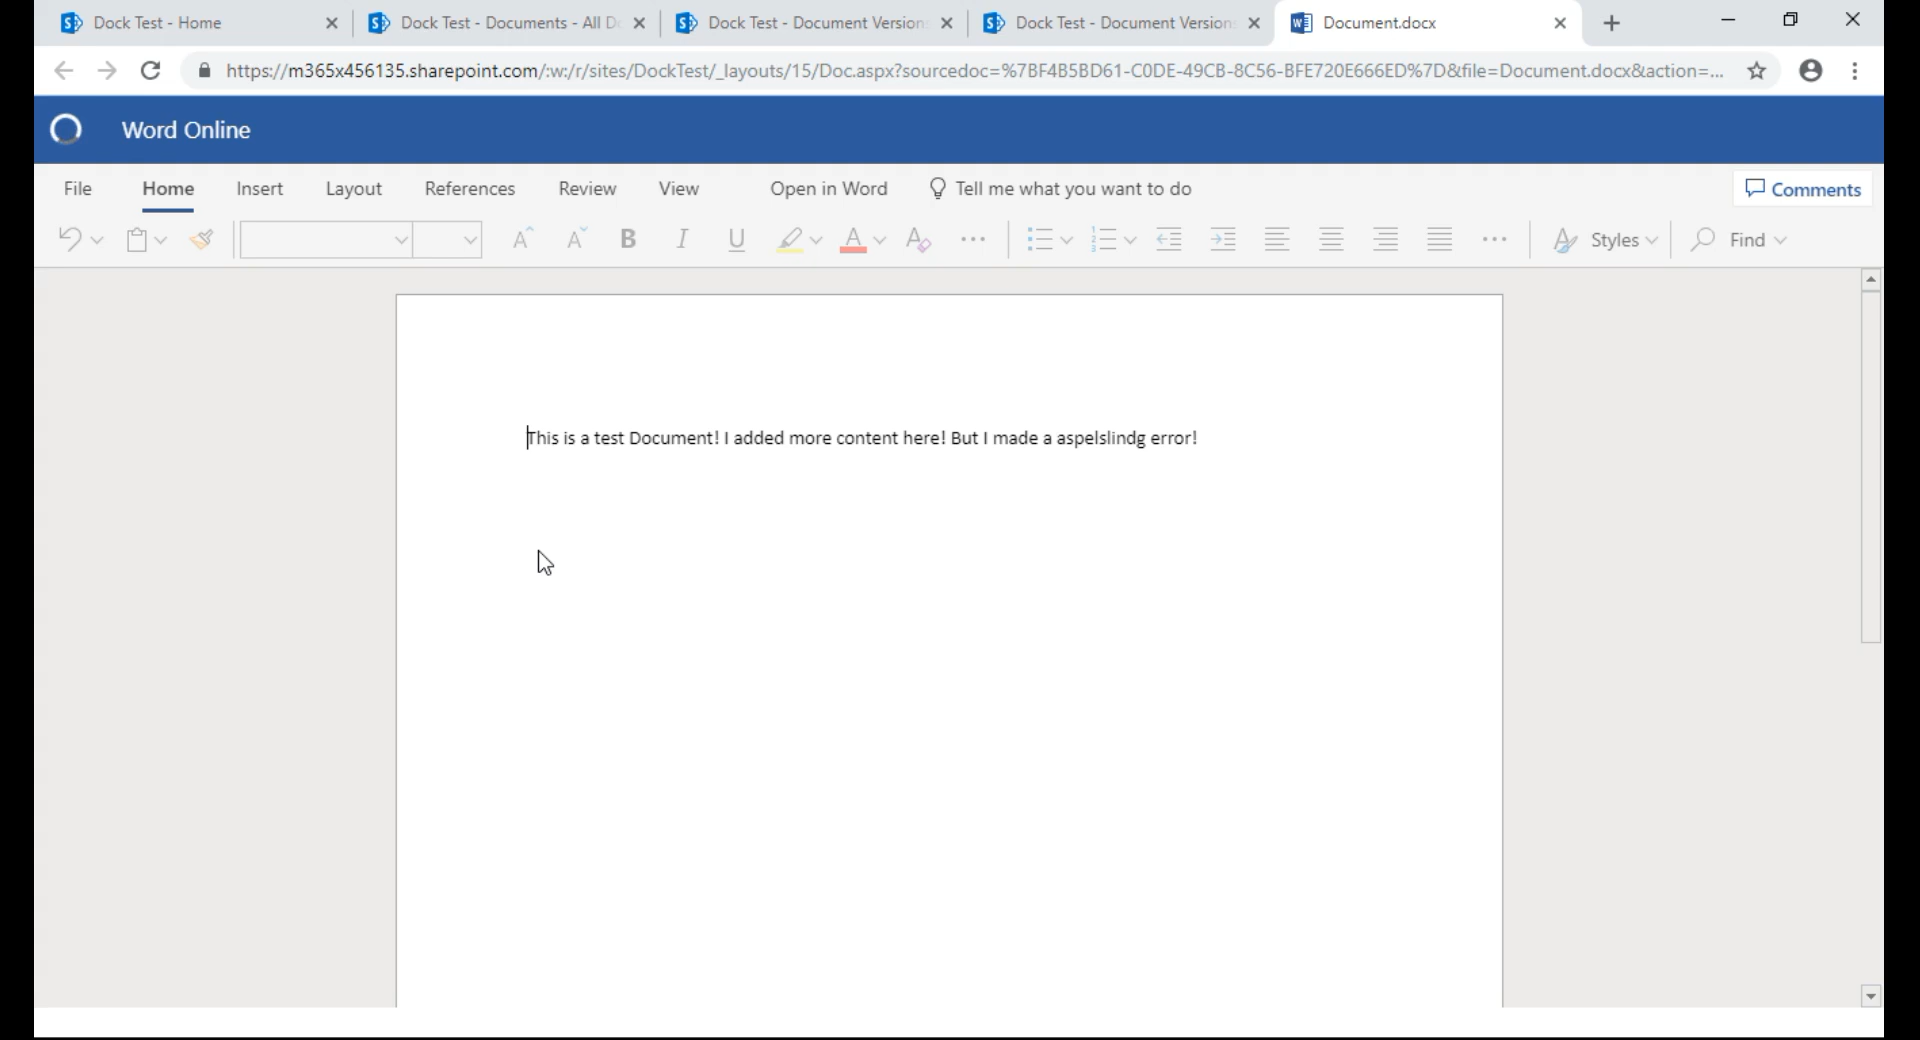 Dock Test - Home
Dock Test - Documents - All
Dock Test - Document Version
Dock Test - Document Versions
Document.docx
https://m365x456135.sharepoint.com/:w:/r/sites/DockTest/_layouts/15/Doc.aspx?sourcedoc=%7BF4B5BD61-C0DE-49CB-8C56-BFE720E666ED%7D&file=Document.docx&action=...
Word Online
File Home Insert Layout References Review View Open in Word Tell me what you want to do Comments
Styles Find
This is a test Document! I added more content here! But I made a aspelslindg error!